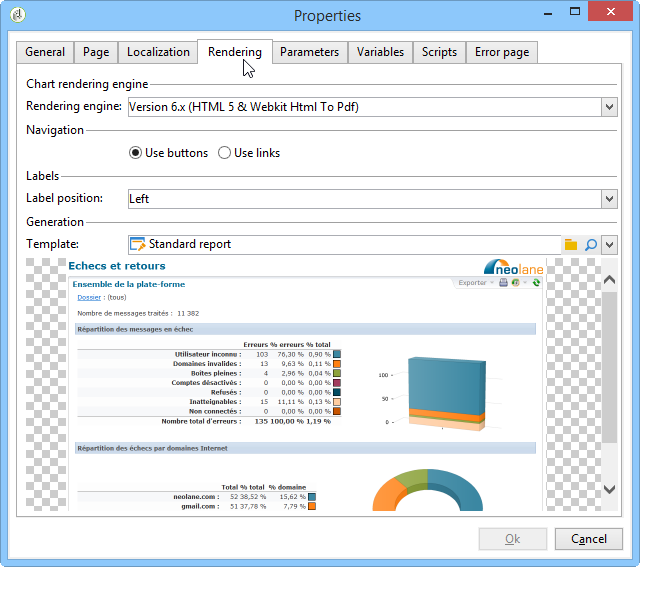 Properties
General Page Localization Rendering Parameters Variables Scripts Error page
Chart rendering engine
Rendering engine: Version 6.x (HTML 5 & Webkit Html To Pdf)
Navigation
Use buttons Use links
Labels
Label position: Left
Generation
Template: Standard report
Echecs et retours neolane
Ensemble de la plate-forme Exporter
Dossier : (tous)
Nombre de messages traités : 11 382
Répartition des messages en échec
Erreurs % erreurs % total
Utilisateur inconnu : 103 76,30 % 0,90 %
Domaines invalides : 13 9,63 % 0,11 %
Boîtes pleines : 4 2,96 % 0,04 %
Comptes désactivés : 0 0,00 % 0,00 %
Refusés : 0 0,00 % 0,00 %
Inatteignables : 15 11,11 % 0,13 %
Non connectés : 0 0,00 % 0,00 %
Nombre total d'erreurs : 135 100,00 % 1,19 %
100
50
0
Répartition des échecs par domaines Internet
Total % total % domaine
neolane.com : 52 38,52 % 15,62 %
gmail.com : 51 37,78 % 7,79 %
Ok Cancel